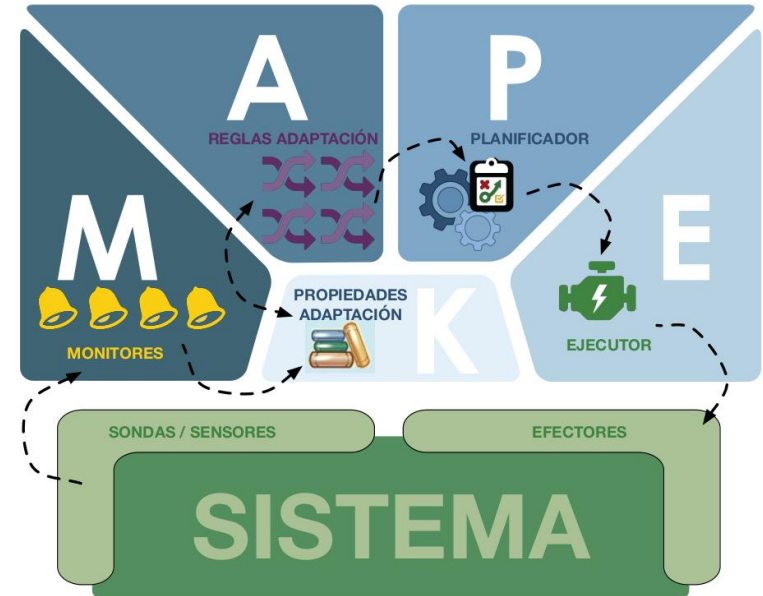 A
P
REGLAS ADAPTACIÓN
PLANIFICADOR
M
E
PROPIEDADES
ADAPTACIÓN
K
MONITORES
EJECUTOR
SONDAS / SENSORES
EFECTORES
SISTEMA